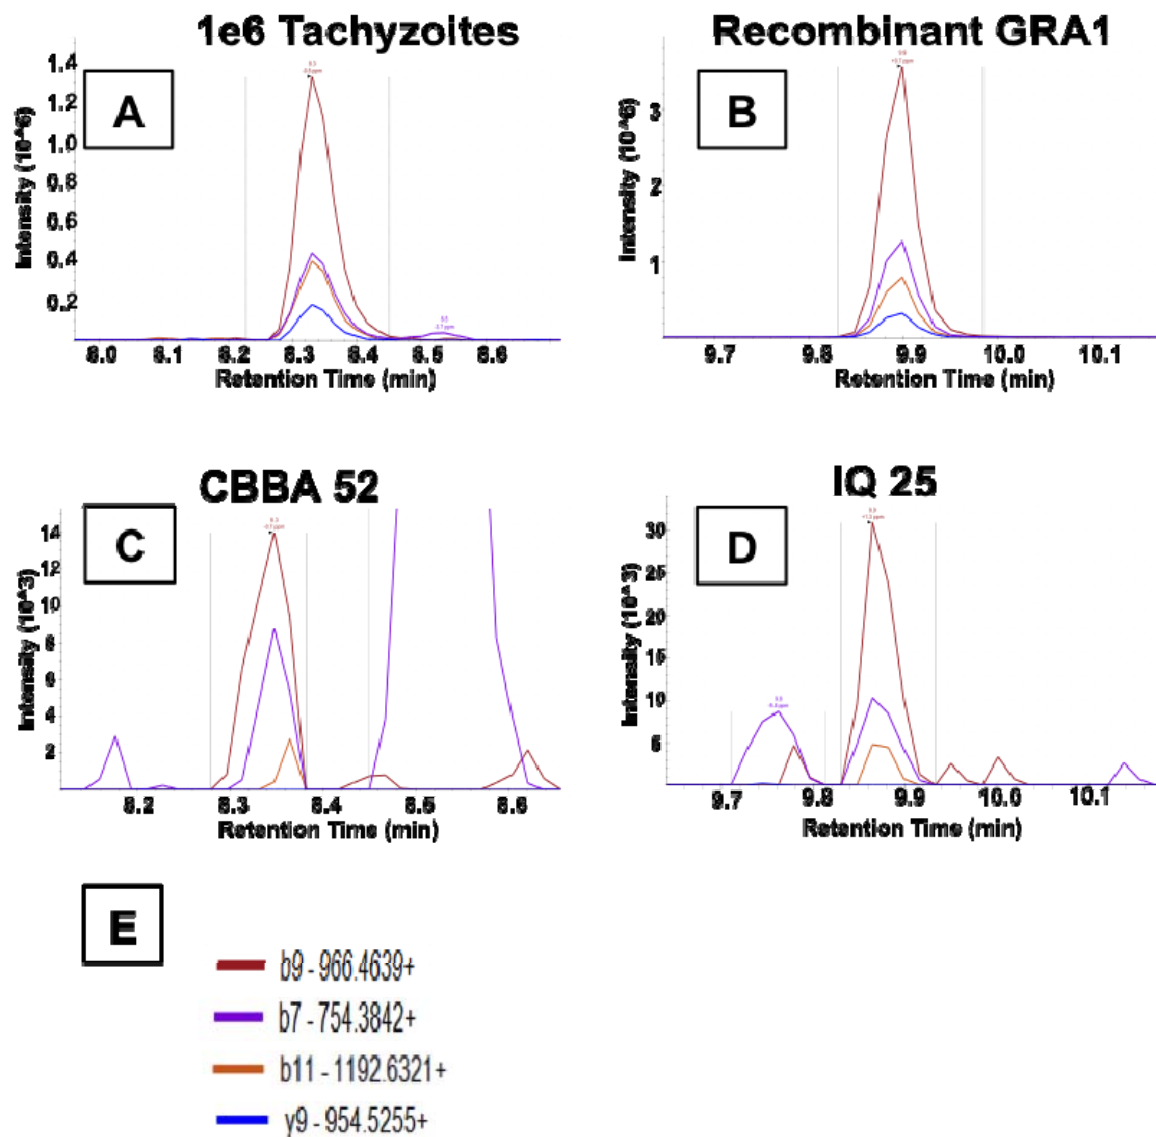 1e6 Tachyzoites
Recombinant GRA1
A
B
Intensity (10^6)
1.4
1.2
1.0
0.8
0.6
0.4
0.2
8.0 8.1 8.2 8.3 8.4 8.5 8.6
Retention Time (min)
Intensity (10^6)
3
2
1
9.7 9.8 9.9 10.0 10.1
Retention Time (min)
CBBA 52
IQ 25
C
D
Intensity (10^3)
14
12
10
8
6
4
2
8.2 8.3 8.4 8.5 8.6
Retention Time (min)
Intensity (10^3)
30
25
20
15
10
5
9.7 9.8 9.9 10.0 10.1
Retention Time (min)
E
b9 - 966.4639+
b7 - 754.3842+
b11 - 1192.6321+
y9 - 954.5255+